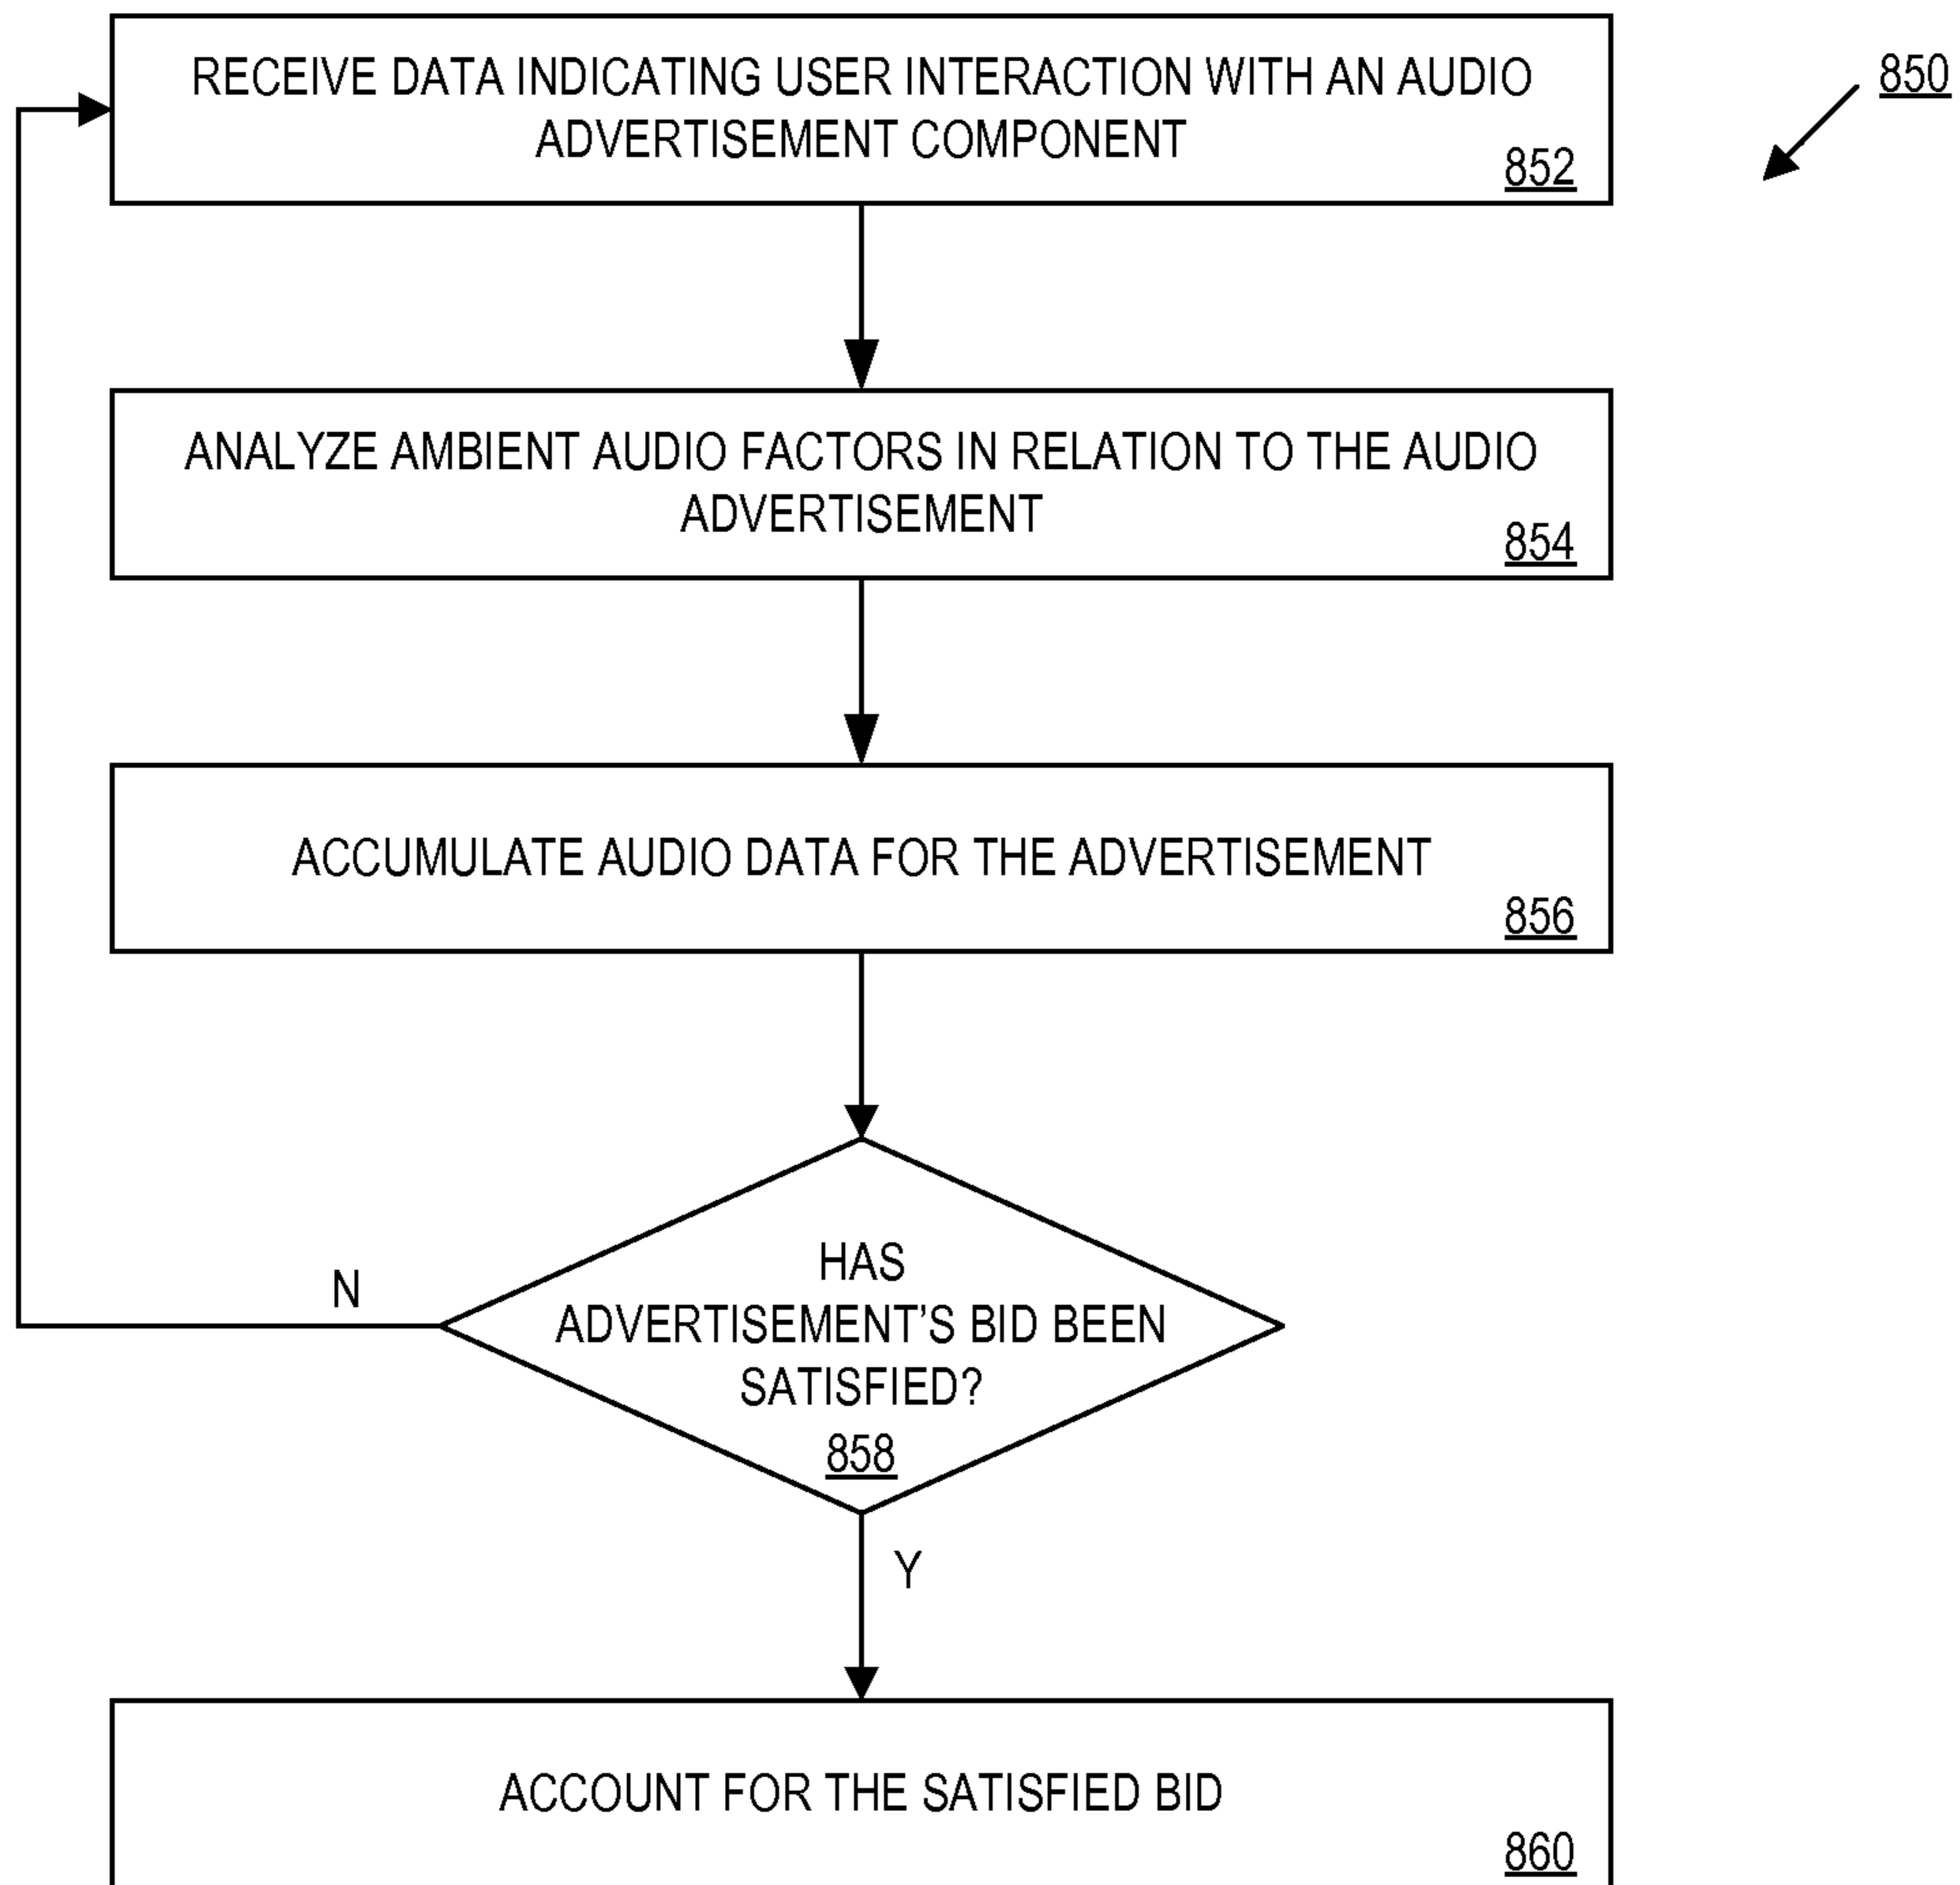 RECEIVE DATA INDICATING USER INTERACTION WITH AN AUDIO
ADVERTISEMENT COMPONENT
852
850
ANALYZE AMBIENT AUDIO FACTORS IN RELATION TO THE AUDIO
ADVERTISEMENT
854
ACCUMULATE AUDIO DATA FOR THE ADVERTISEMENT
856
HAS
ADVERTISEMENT’S BID BEEN
SATISFIED?
858
N
Y
ACCOUNT FOR THE SATISFIED BID
860